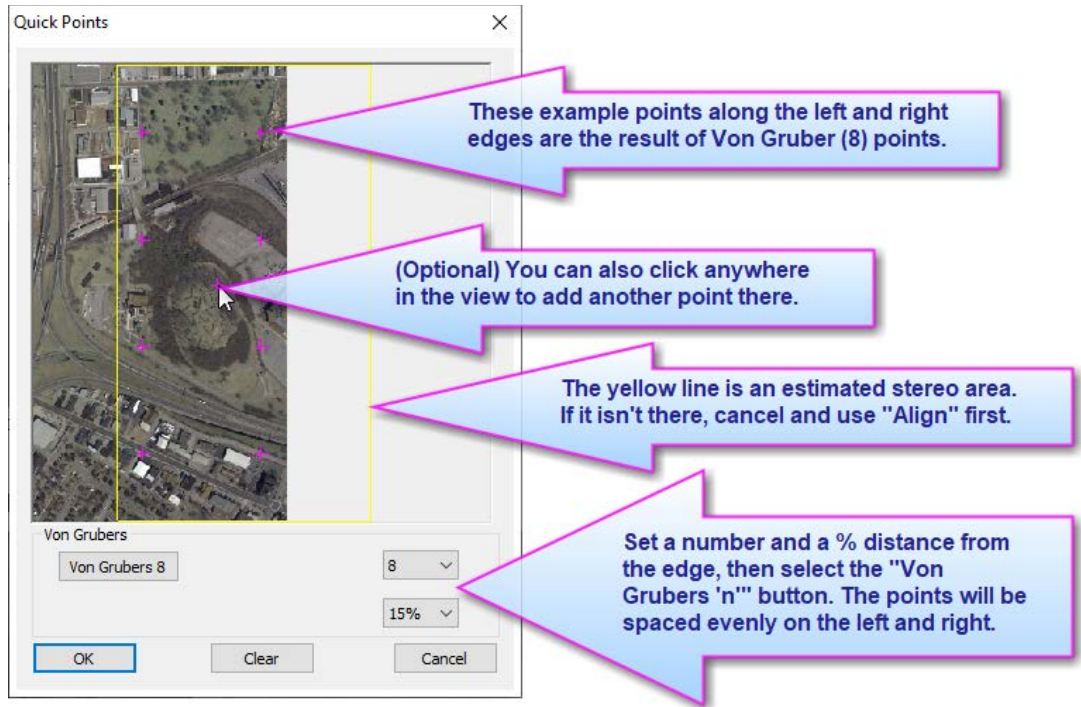 Quick Points
These example points along the left and right
edges are the result of Von Gruber (8) points.
(Optional) You can also click anywhere
in the view to add another point there.
The yellow line is an estimated stereo area.
If it isn't there, cancel and use "Align" first.
Set a number and a % distance from
the edge, then select the "Von
Grubers 'n'" button. The points will be
spaced evenly on the left and right.
Von Grubers
Von Grubers 8
8
15%
OK
Clear
Cancel